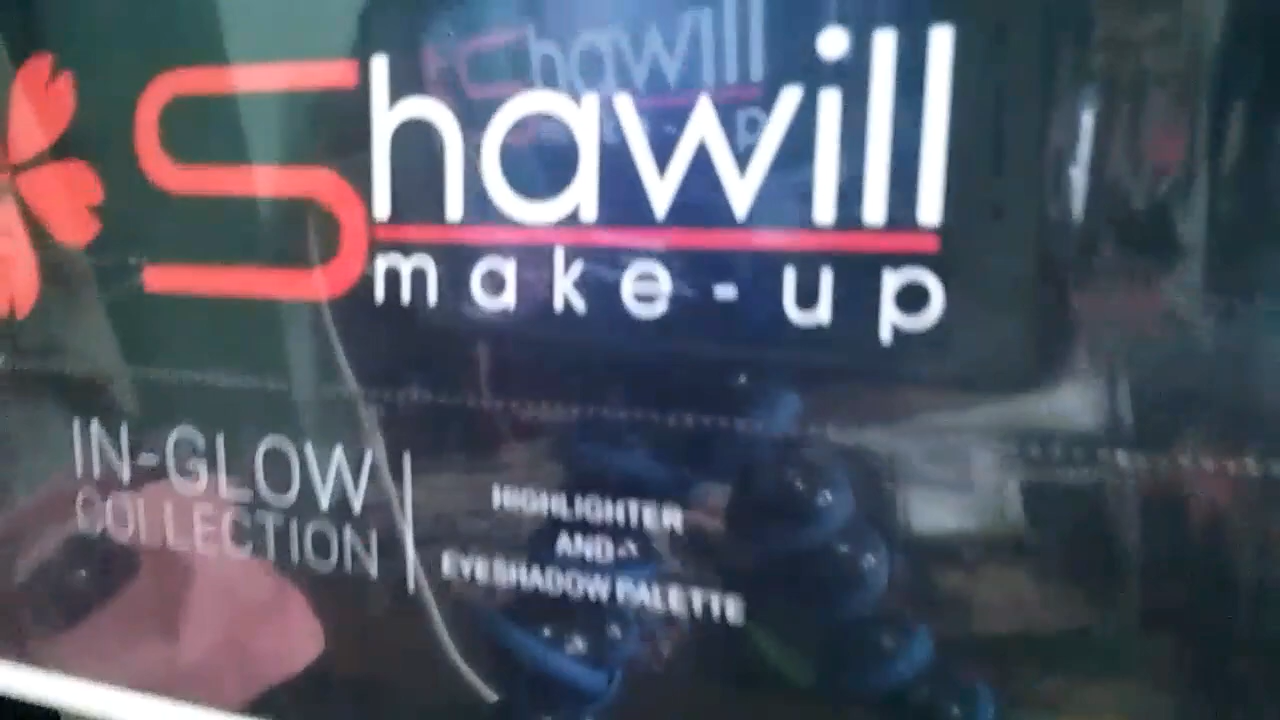 Shawill
make-up
IN-GLOW
COLLECTION
HIGHLIGHTER
AND
EYESHADOW PALETTE